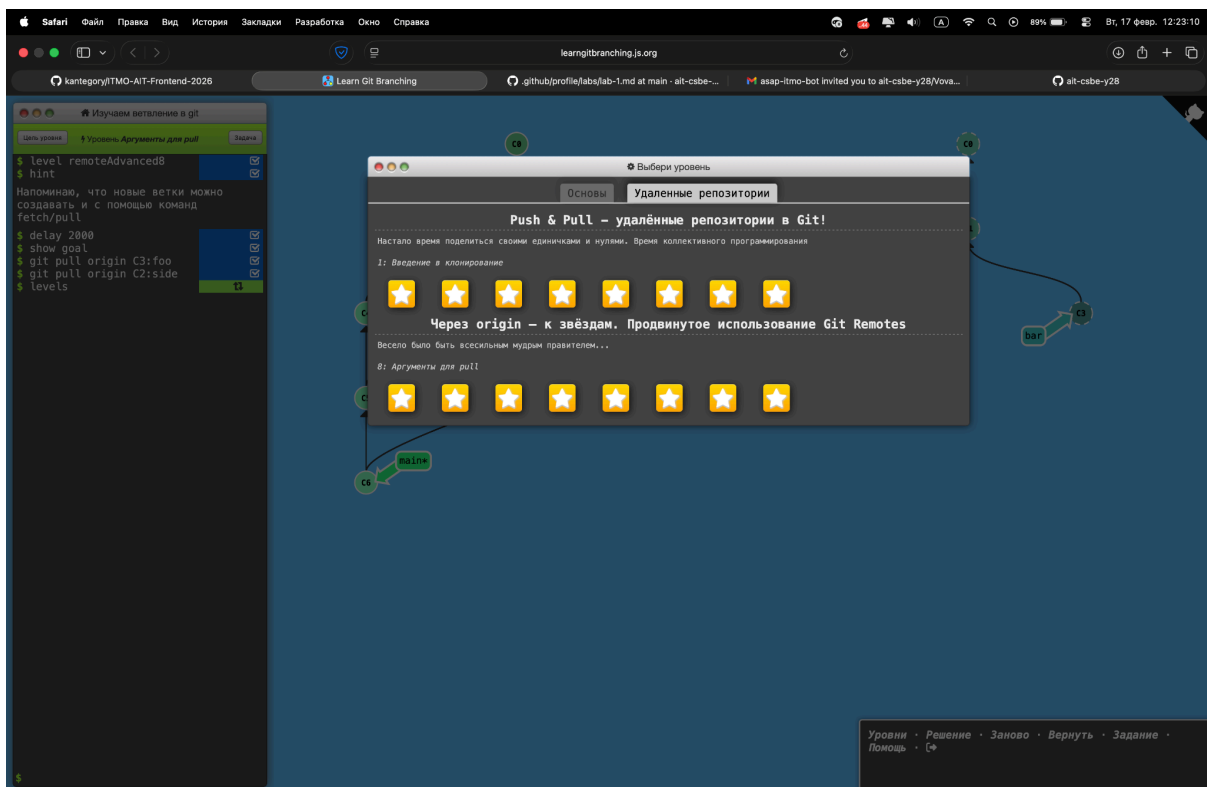 Safari Файл Правка Вид История Закладки Разработка Окно Справка
A 89% Вт, 17 февр. 12:23:10
learngitbranching.js.org
kantegory/ITMO-AIT-Frontend-2026
Learn Git Branching
.github/profile/labs/lab-1.md at main · ait-csbe-...
asap-itmo-bot invited you to ait-csbe-y28/Vova...
ait-csbe-y28
Изучаем ветвление в git
Цель уровня
Уровень Аргументы для pull
Задача
$ level remoteAdvanced8
$ hint
Напоминаю, что новые ветки можно
создавать и с помощью команд
fetch/pull
$ delay 2000
$ show goal
$ git pull origin C3:foo
$ git pull origin C2:side
$ levels
$
C0
C0
Выбери уровень
Основы
Удаленные репозитории
Push & Pull — удалённые репозитории в Git!
Настало время поделиться своими единичками и нулями. Время коллективного программирования
1: Введение в клонирование
Через origin — к звёздам. Продвинутое использование Git Remotes
Весело было быть всесильным мудрым правителем...
8: Аргументы для pull
C3
bar
main*
C6
Уровни · Решение · Заново · Вернуть · Задание ·
Помощь ·